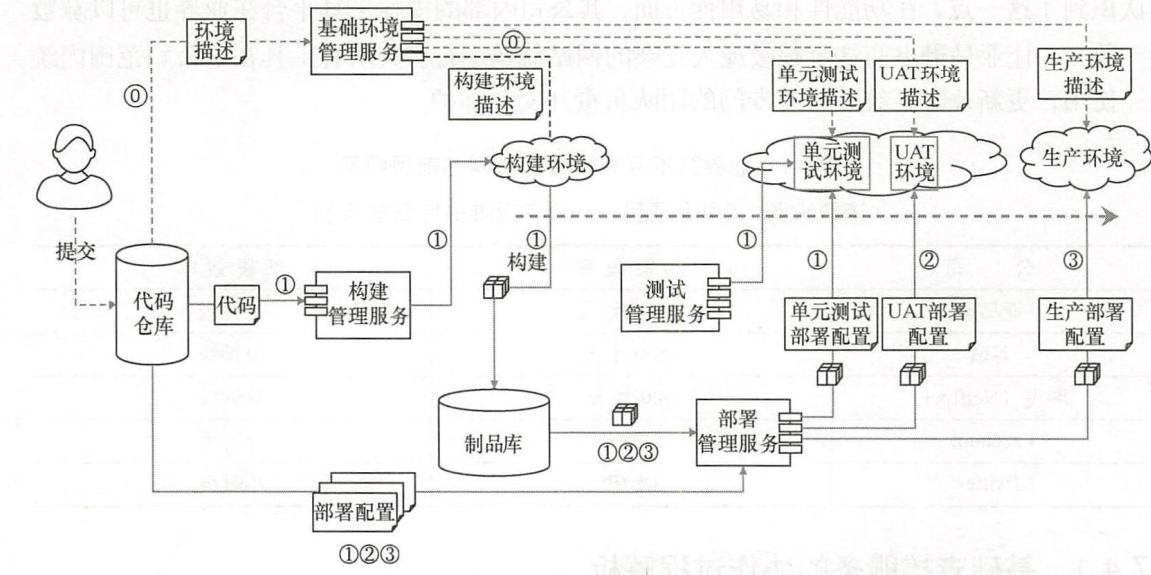 环境
描述
基础环境
管理服务
⓪
⓪
构建环境
描述
单元测试
环境描述
UAT环境
描述
生产环境
描述
构建环境
单元测
试环境
UAT
环境
生产环境
提交
①
①
构建
①
①
②
③
代码
仓库
代码
①
构建
管理服务
测试
管理服务
单元测试
部署配置
UAT部署
配置
生产部署
配置
制品库
①②③
部署
管理服务
部署配置
①②③